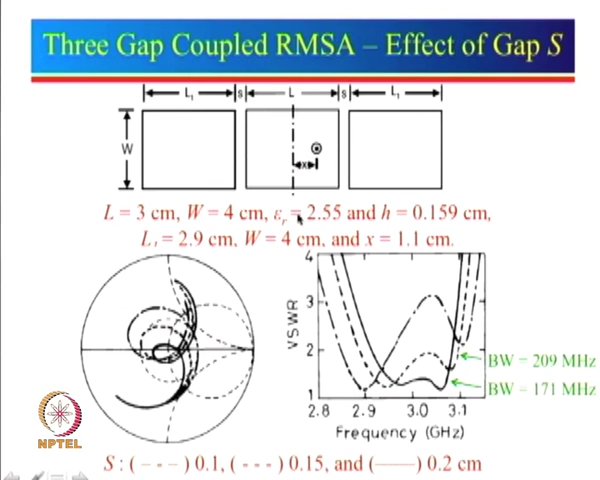 Three Gap Coupled RMSA – Effect of Gap S
L₁ s L s L₁
W
x
L = 3 cm, W = 4 cm, εᵣ = 2.55 and h = 0.159 cm,
L₁ = 2.9 cm, W = 4 cm, and x = 1.1 cm.
4
3
2
1
VSWR
2.8 2.9 3.0 3.1
Frequency (GHz)
BW = 209 MHz
BW = 171 MHz
NPTEL
S : ( – - – ) 0.1, ( - - - ) 0.15, and (——) 0.2 cm